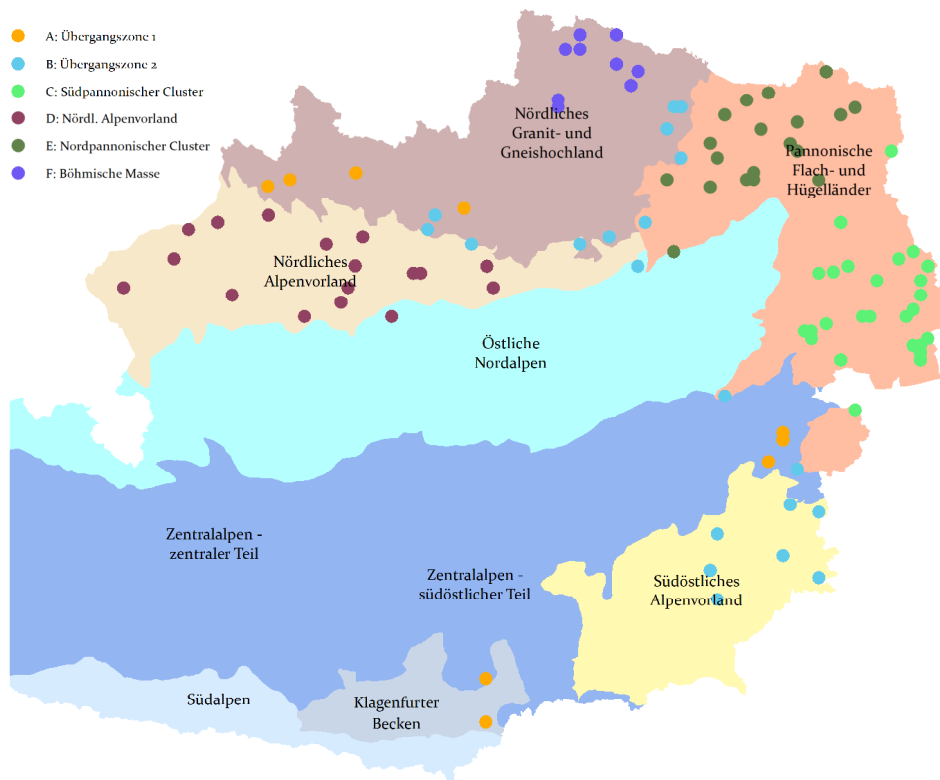 A: Übergangszone 1
B: Übergangszone 2
C: Südpannonischer Cluster
D: Nördl. Alpenvorland
E: Nordpannonischer Cluster
F: Böhmische Masse
Nördliches
Granit- und
Gneishochland
Pannonische
Flach- und
Hügelländer
Nördliches
Alpenvorland
Östliche
Nordalpen
Zentralalpen -
zentraler Teil
Zentralalpen -
südöstlicher Teil
Südöstliches
Alpenvorland
Südalpen
Klagenfurter
Becken